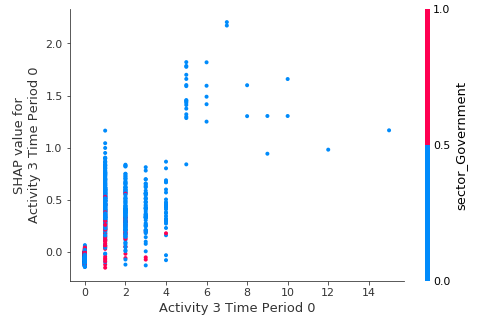 2.0
1.5
1.0
0.5
0.0
SHAP value for
Activity 3 Time Period 0
0 2 4 6 8 10 12 14
Activity 3 Time Period 0
1.0
0.5
0.0
sector_Government